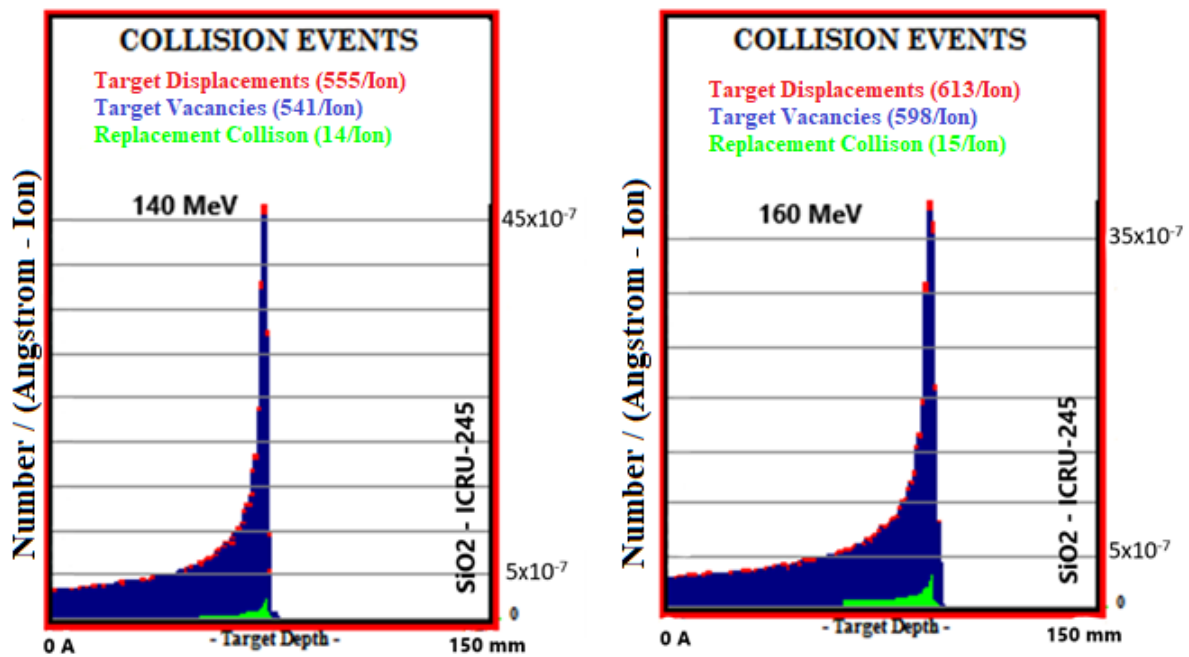 COLLISION EVENTS
Target Displacements (555/Ion)
Target Vacancies (541/Ion)
Replacement Collison (14/Ion)
140 MeV
45x10⁻⁷
5x10⁻⁷
0
Number / (Angstrom - Ion)
SiO2 - ICRU-245
0 A
- Target Depth -
150 mm
COLLISION EVENTS
Target Displacements (613/Ion)
Target Vacancies (598/Ion)
Replacement Collison (15/Ion)
160 MeV
35x10⁻⁷
5x10⁻⁷
0
Number / (Angstrom - Ion)
SiO2 - ICRU-245
0 A
- Target Depth -
150 mm